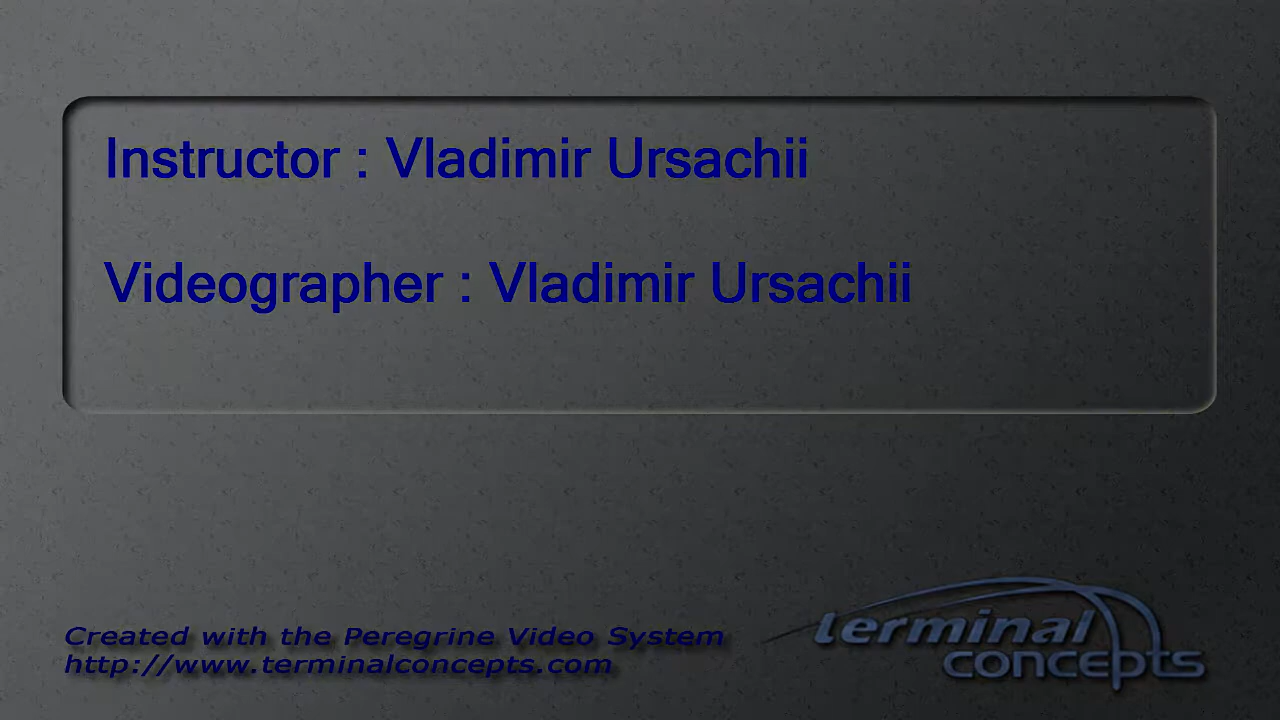 Instructor : Vladimir Ursachii
Videographer : Vladimir Ursachii
Created with the Peregrine Video System
http://www.terminalconcepts.com
terminal
concepts